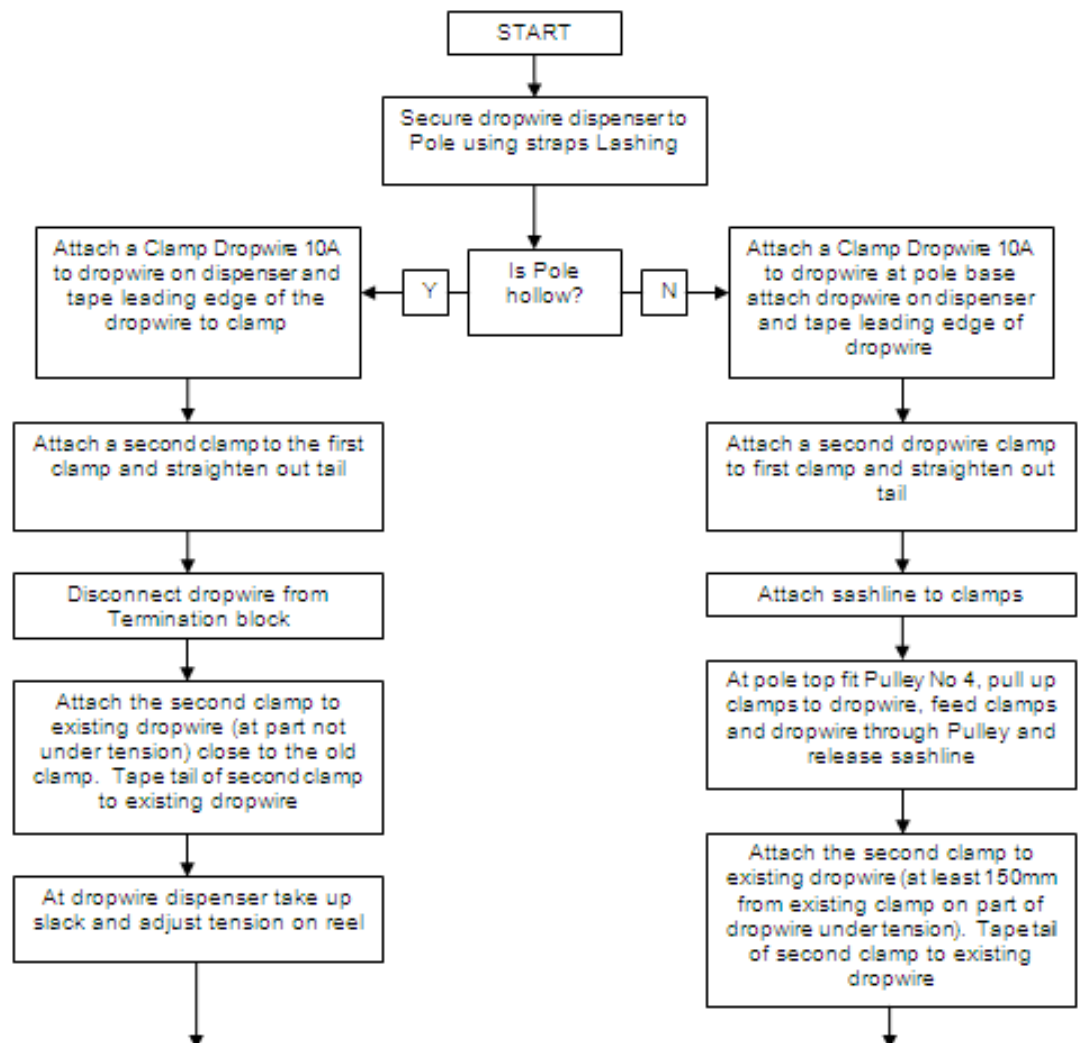 START
Secure dropwire dispenser to
Pole using straps Lashing
Is Pole
hollow?
Y
N
Attach a Clamp Dropwire 10A
to dropwire on dispenser and
tape leading edge of the
dropwire to clamp
Attach a second clamp to the first
clamp and straighten out tail
Disconnect dropwire from
Termination block
Attach the second clamp to
existing dropwire (at part not
under tension) close to the old
clamp. Tape tail of second clamp
to existing dropwire
At dropwire dispenser take up
slack and adjust tension on reel
Attach a Clamp Dropwire 10A
to dropwire at pole base
attach dropwire on dispenser
and tape leading edge of
dropwire
Attach a second dropwire clamp
to first clamp and straighten out
tail
Attach sashline to clamps
At pole top fit Pulley No 4, pull up
clamps to dropwire, feed clamps
and dropwire through Pulley and
release sashline
Attach the second clamp to
existing dropwire (at least 150mm
from existing clamp on part of
dropwire under tension). Tape tail
of second clamp to existing
dropwire